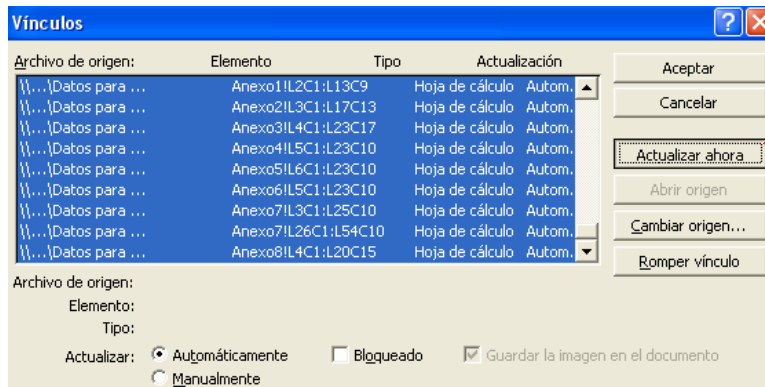 Vínculos
Archivo de origen: Elemento Tipo Actualización
\\...\Datos para ... Anexo1!L2C1:L13C9 Hoja de cálculo Autom.
\\...\Datos para ... Anexo2!L3C1:L17C13 Hoja de cálculo Autom.
\\...\Datos para ... Anexo3!L4C1:L23C17 Hoja de cálculo Autom.
\\...\Datos para ... Anexo4!L5C1:L23C10 Hoja de cálculo Autom.
\\...\Datos para ... Anexo5!L6C1:L23C10 Hoja de cálculo Autom.
\\...\Datos para ... Anexo6!L5C1:L23C10 Hoja de cálculo Autom.
\\...\Datos para ... Anexo7!L3C1:L25C10 Hoja de cálculo Autom.
\\...\Datos para ... Anexo7!L26C1:L54C10 Hoja de cálculo Autom.
\\...\Datos para ... Anexo8!L4C1:L20C15 Hoja de cálculo Autom.
Aceptar
Cancelar
Actualizar ahora
Abrir origen
Cambiar origen...
Romper vínculo
Archivo de origen:
Elemento:
Tipo:
Actualizar: Automáticamente Bloqueado Guardar la imagen en el documento
Manualmente